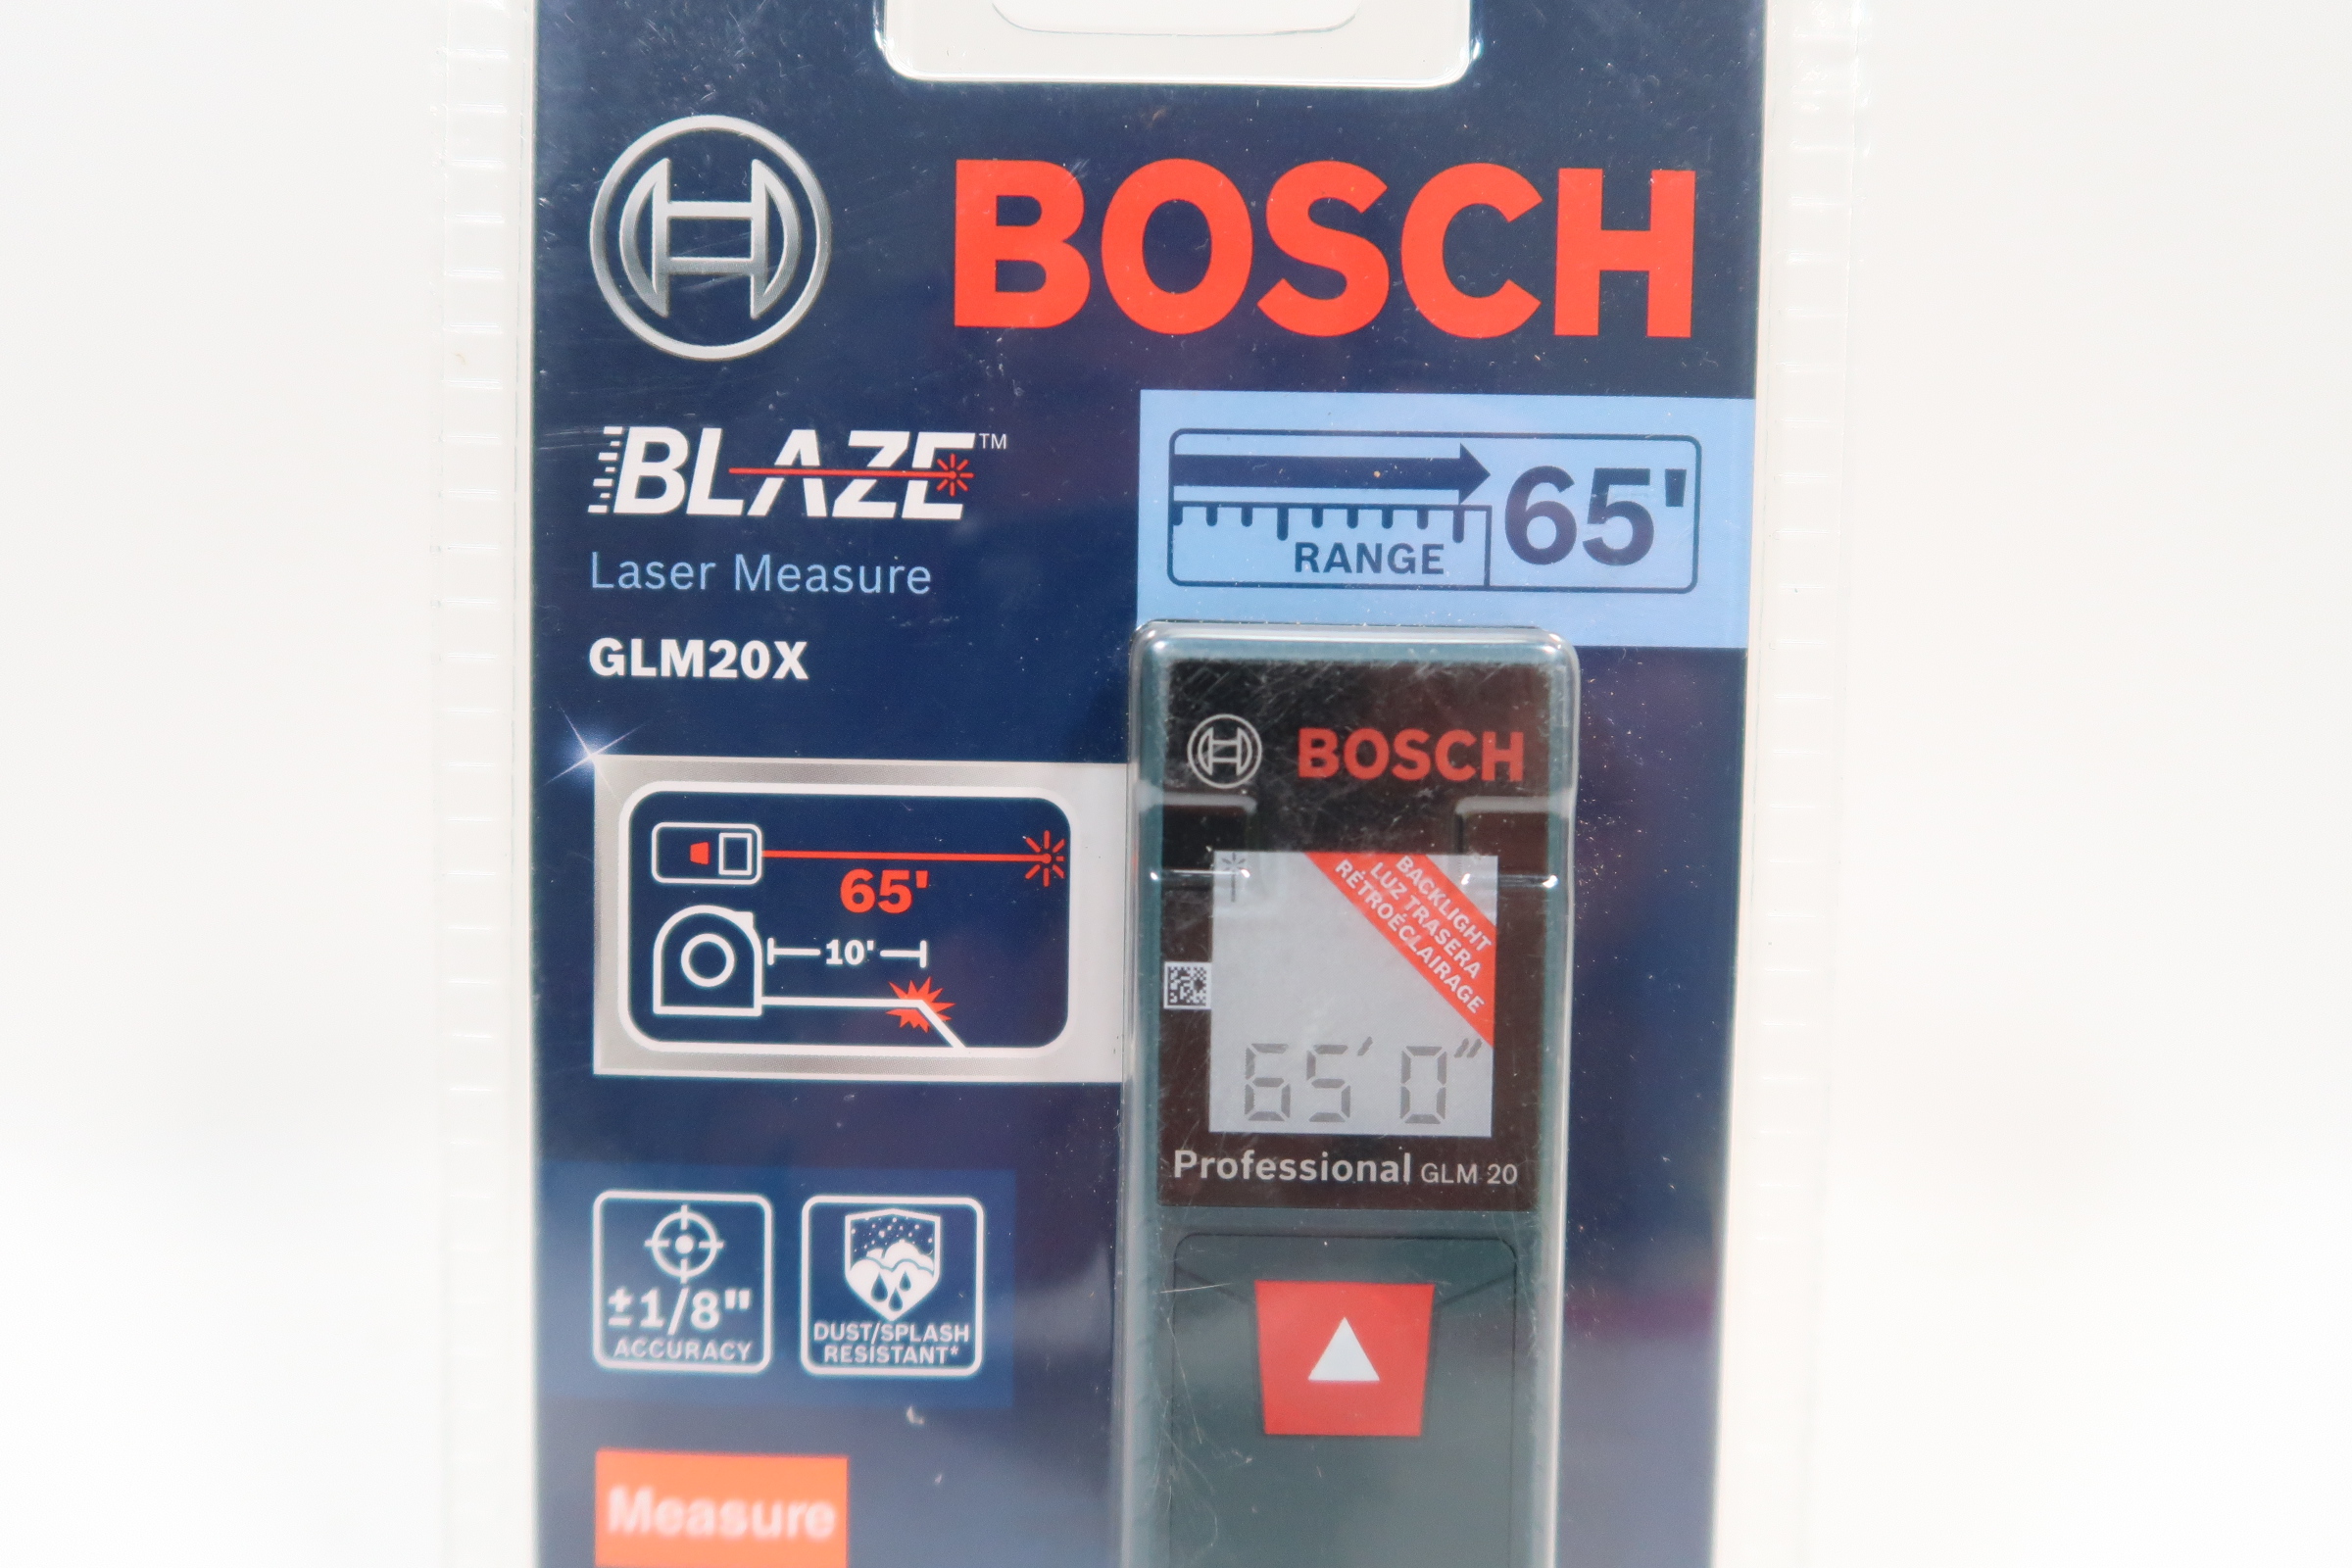 BOSCH
BLAZE™
Laser Measure
GLM20X
RANGE
65'
65'
10'
±1/8"
ACCURACY
DUST/SPLASH
RESISTANT*
Measure
BOSCH
BACKLIGHT
LUZ TRASERA
RÉTROÉCLAIRAGE
65' 0"
Professional GLM 20